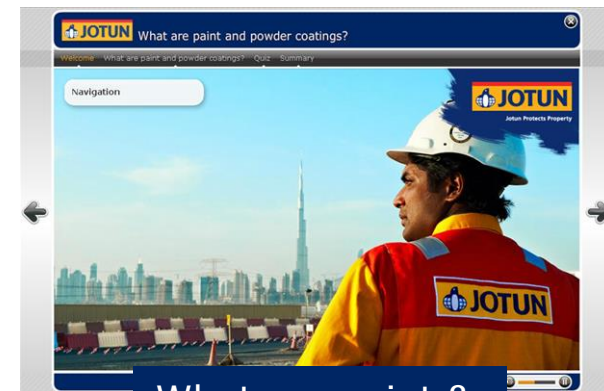 JOTUN What are paint and powder coatings?
Welcome What are paint and powder coatings? Quiz Summary
Navigation
JOTUN
Jotun Protects Property
JOTUN